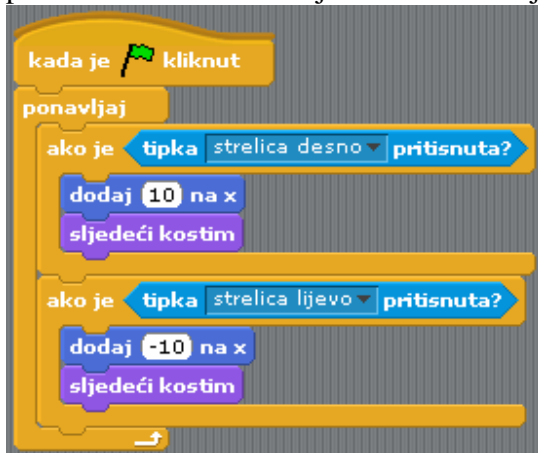 kada je kliknut
ponavljaj
ako je tipka strelica desno pritisnuta?
dodaj 10 na x
sljedeći kostim
ako je tipka strelica lijevo pritisnuta?
dodaj -10 na x
sljedeći kostim